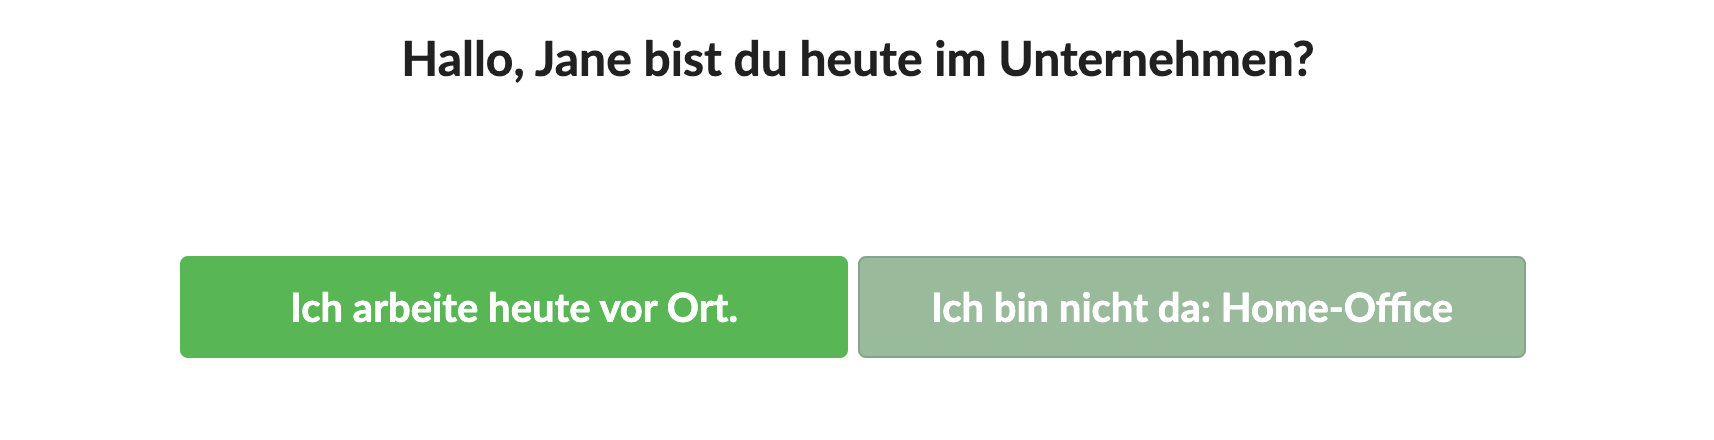 Hallo, Jane bist du heute im Unternehmen?
Ich arbeite heute vor Ort.
Ich bin nicht da: Home-Office